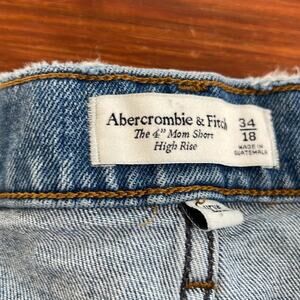 Abercrombie & Fitch
The 4" Mom Short
High Rise
34
18
MADE IN
GUATEMALA